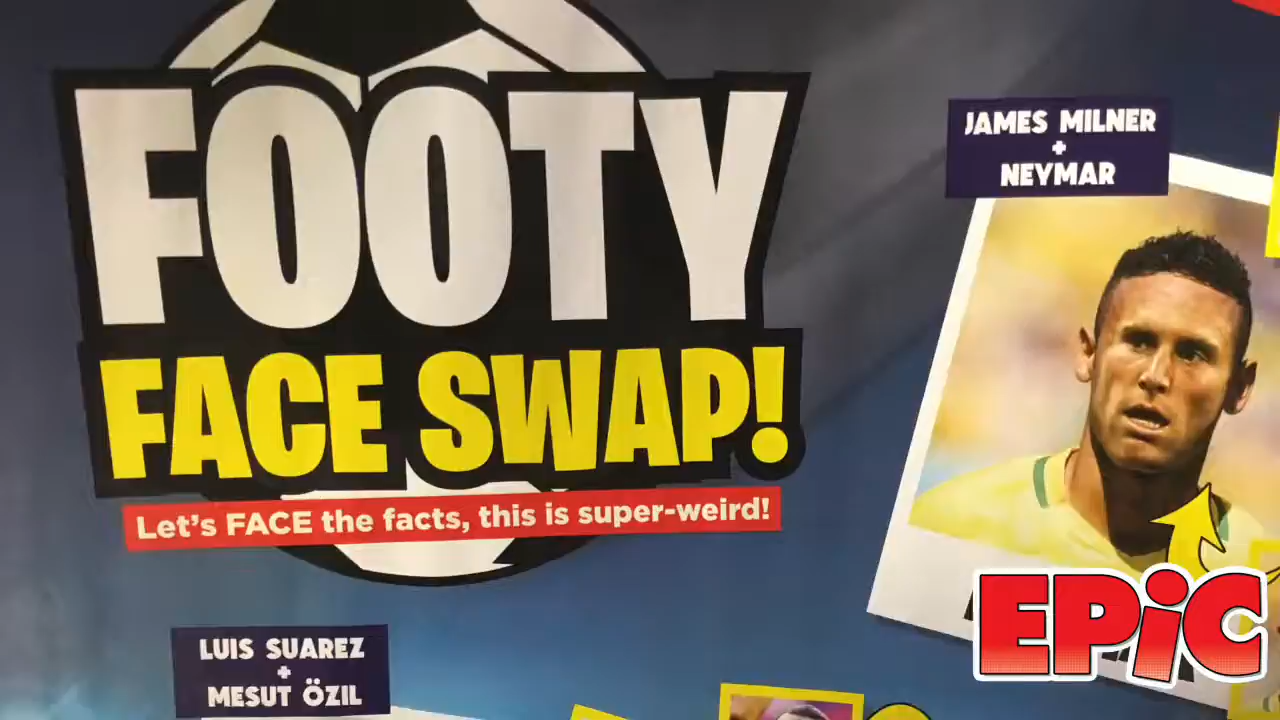 FOOTY
FACE SWAP!
Let's FACE the facts, this is super-weird!
JAMES MILNER
+
NEYMAR
EPiC
LUIS SUAREZ
+
MESUT ÖZIL